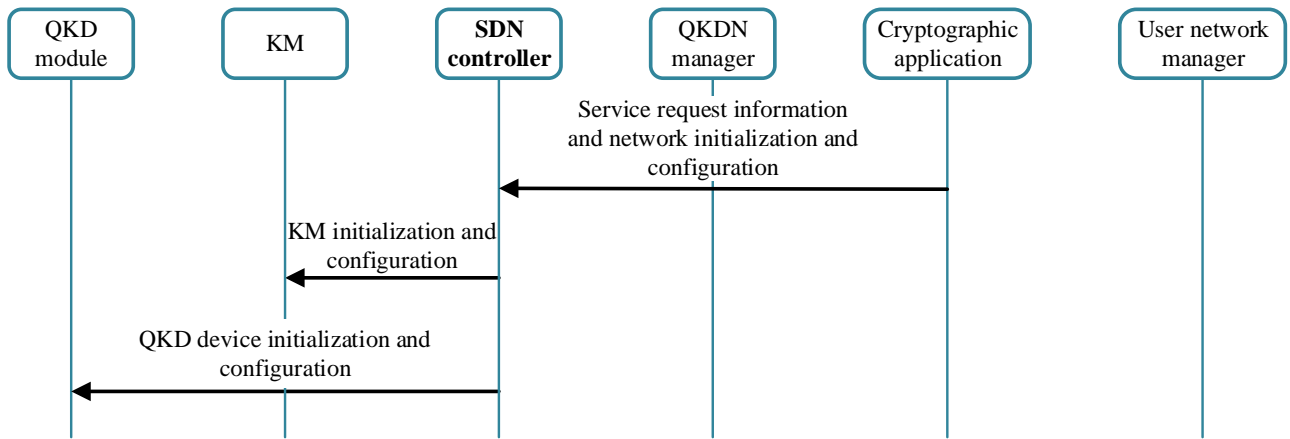 QKD
module
KM
SDN
controller
QKDN
manager
Cryptographic
application
User network
manager
Service request information
and network initialization and
configuration
KM initialization and
configuration
QKD device initialization and
configuration